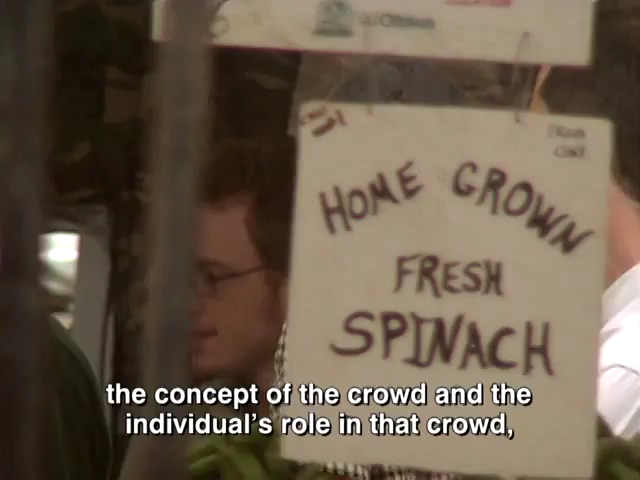 HOME GROWN
FRESH
SPINACH
the concept of the crowd and the
individual's role in that crowd,